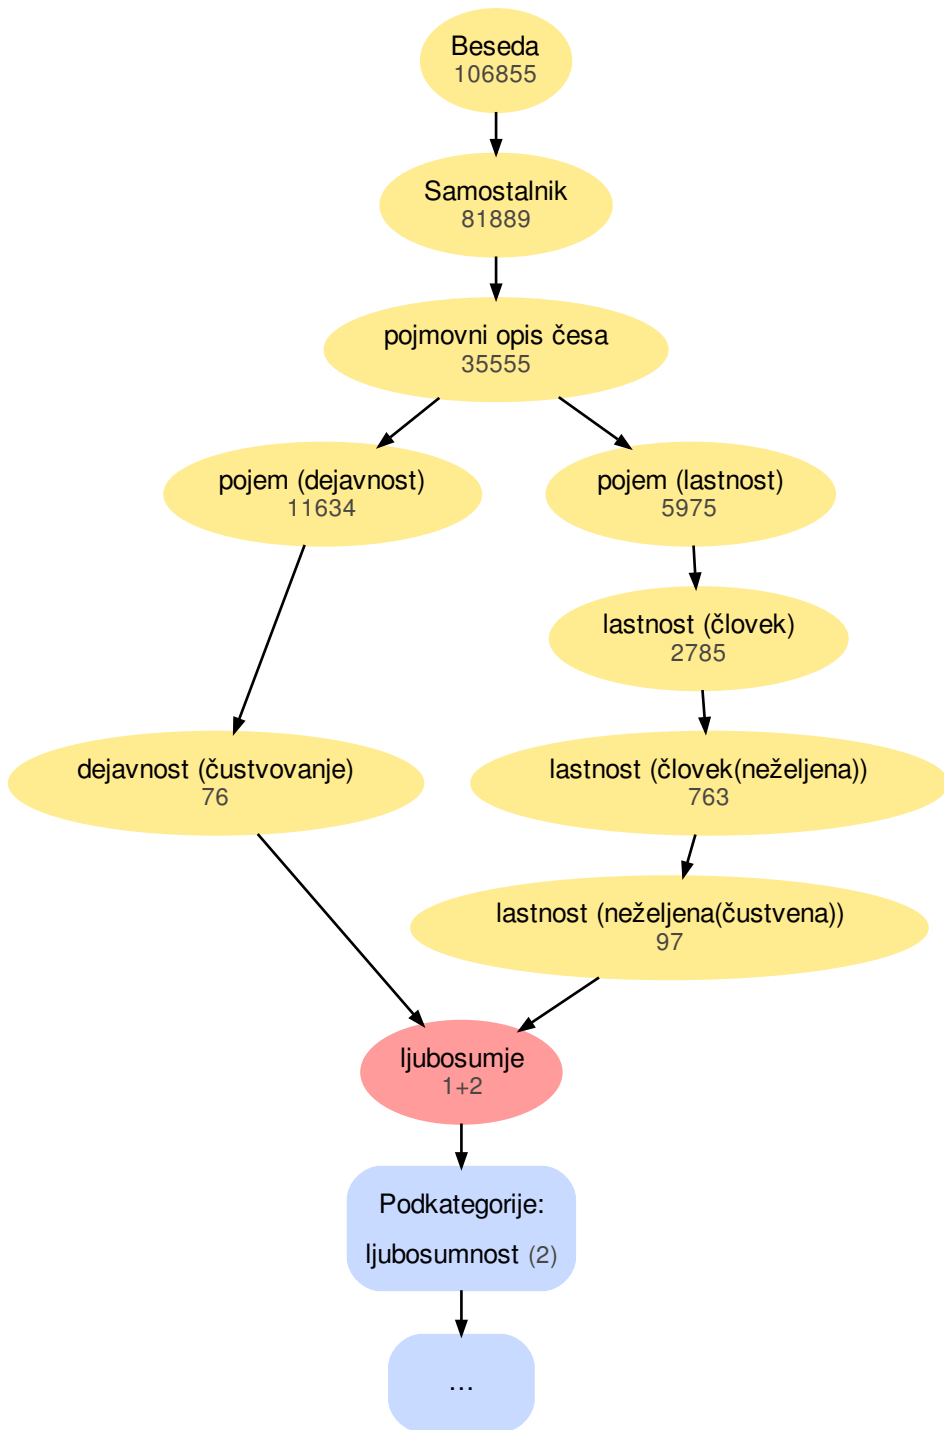 Beseda
106855
Samostalnik
81889
pojmovni opis česa
35555
pojem (dejavnost)
11634
pojem (lastnost)
5975
lastnost (človek)
2785
dejavnost (čustvovanje)
76
lastnost (človek(neželjena))
763
lastnost (neželjena(čustvena))
97
ljubosumje
1+2
Podkategorije:
ljubosumnost (2)
...